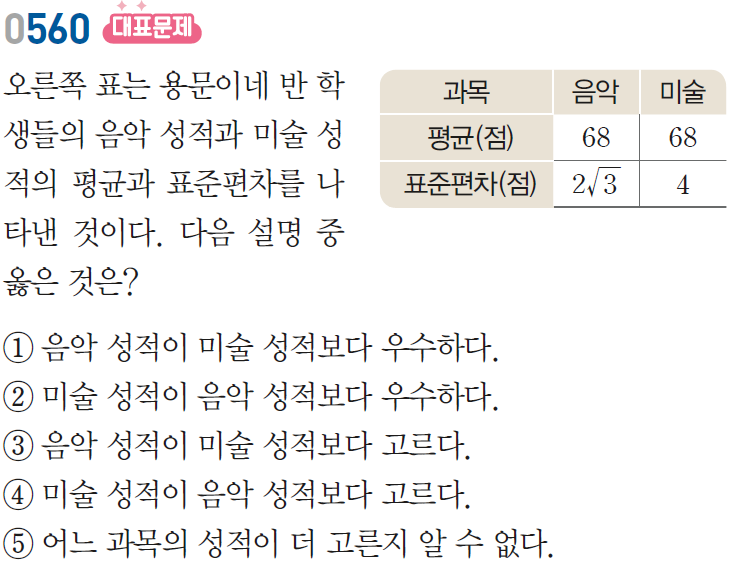 0560 대표문제
오른쪽 표는 용문이네 반 학
생들의 음악 성적과 미술 성
적의 평균과 표준편차를 나
타낸 것이다. 다음 설명 중
옳은 것은?
과목 음악 미술
평균(점) 68 68
표준편차(점) 2√3 4
① 음악 성적이 미술 성적보다 우수하다.
② 미술 성적이 음악 성적보다 우수하다.
③ 음악 성적이 미술 성적보다 고르다.
④ 미술 성적이 음악 성적보다 고르다.
⑤ 어느 과목의 성적이 더 고른지 알 수 없다.